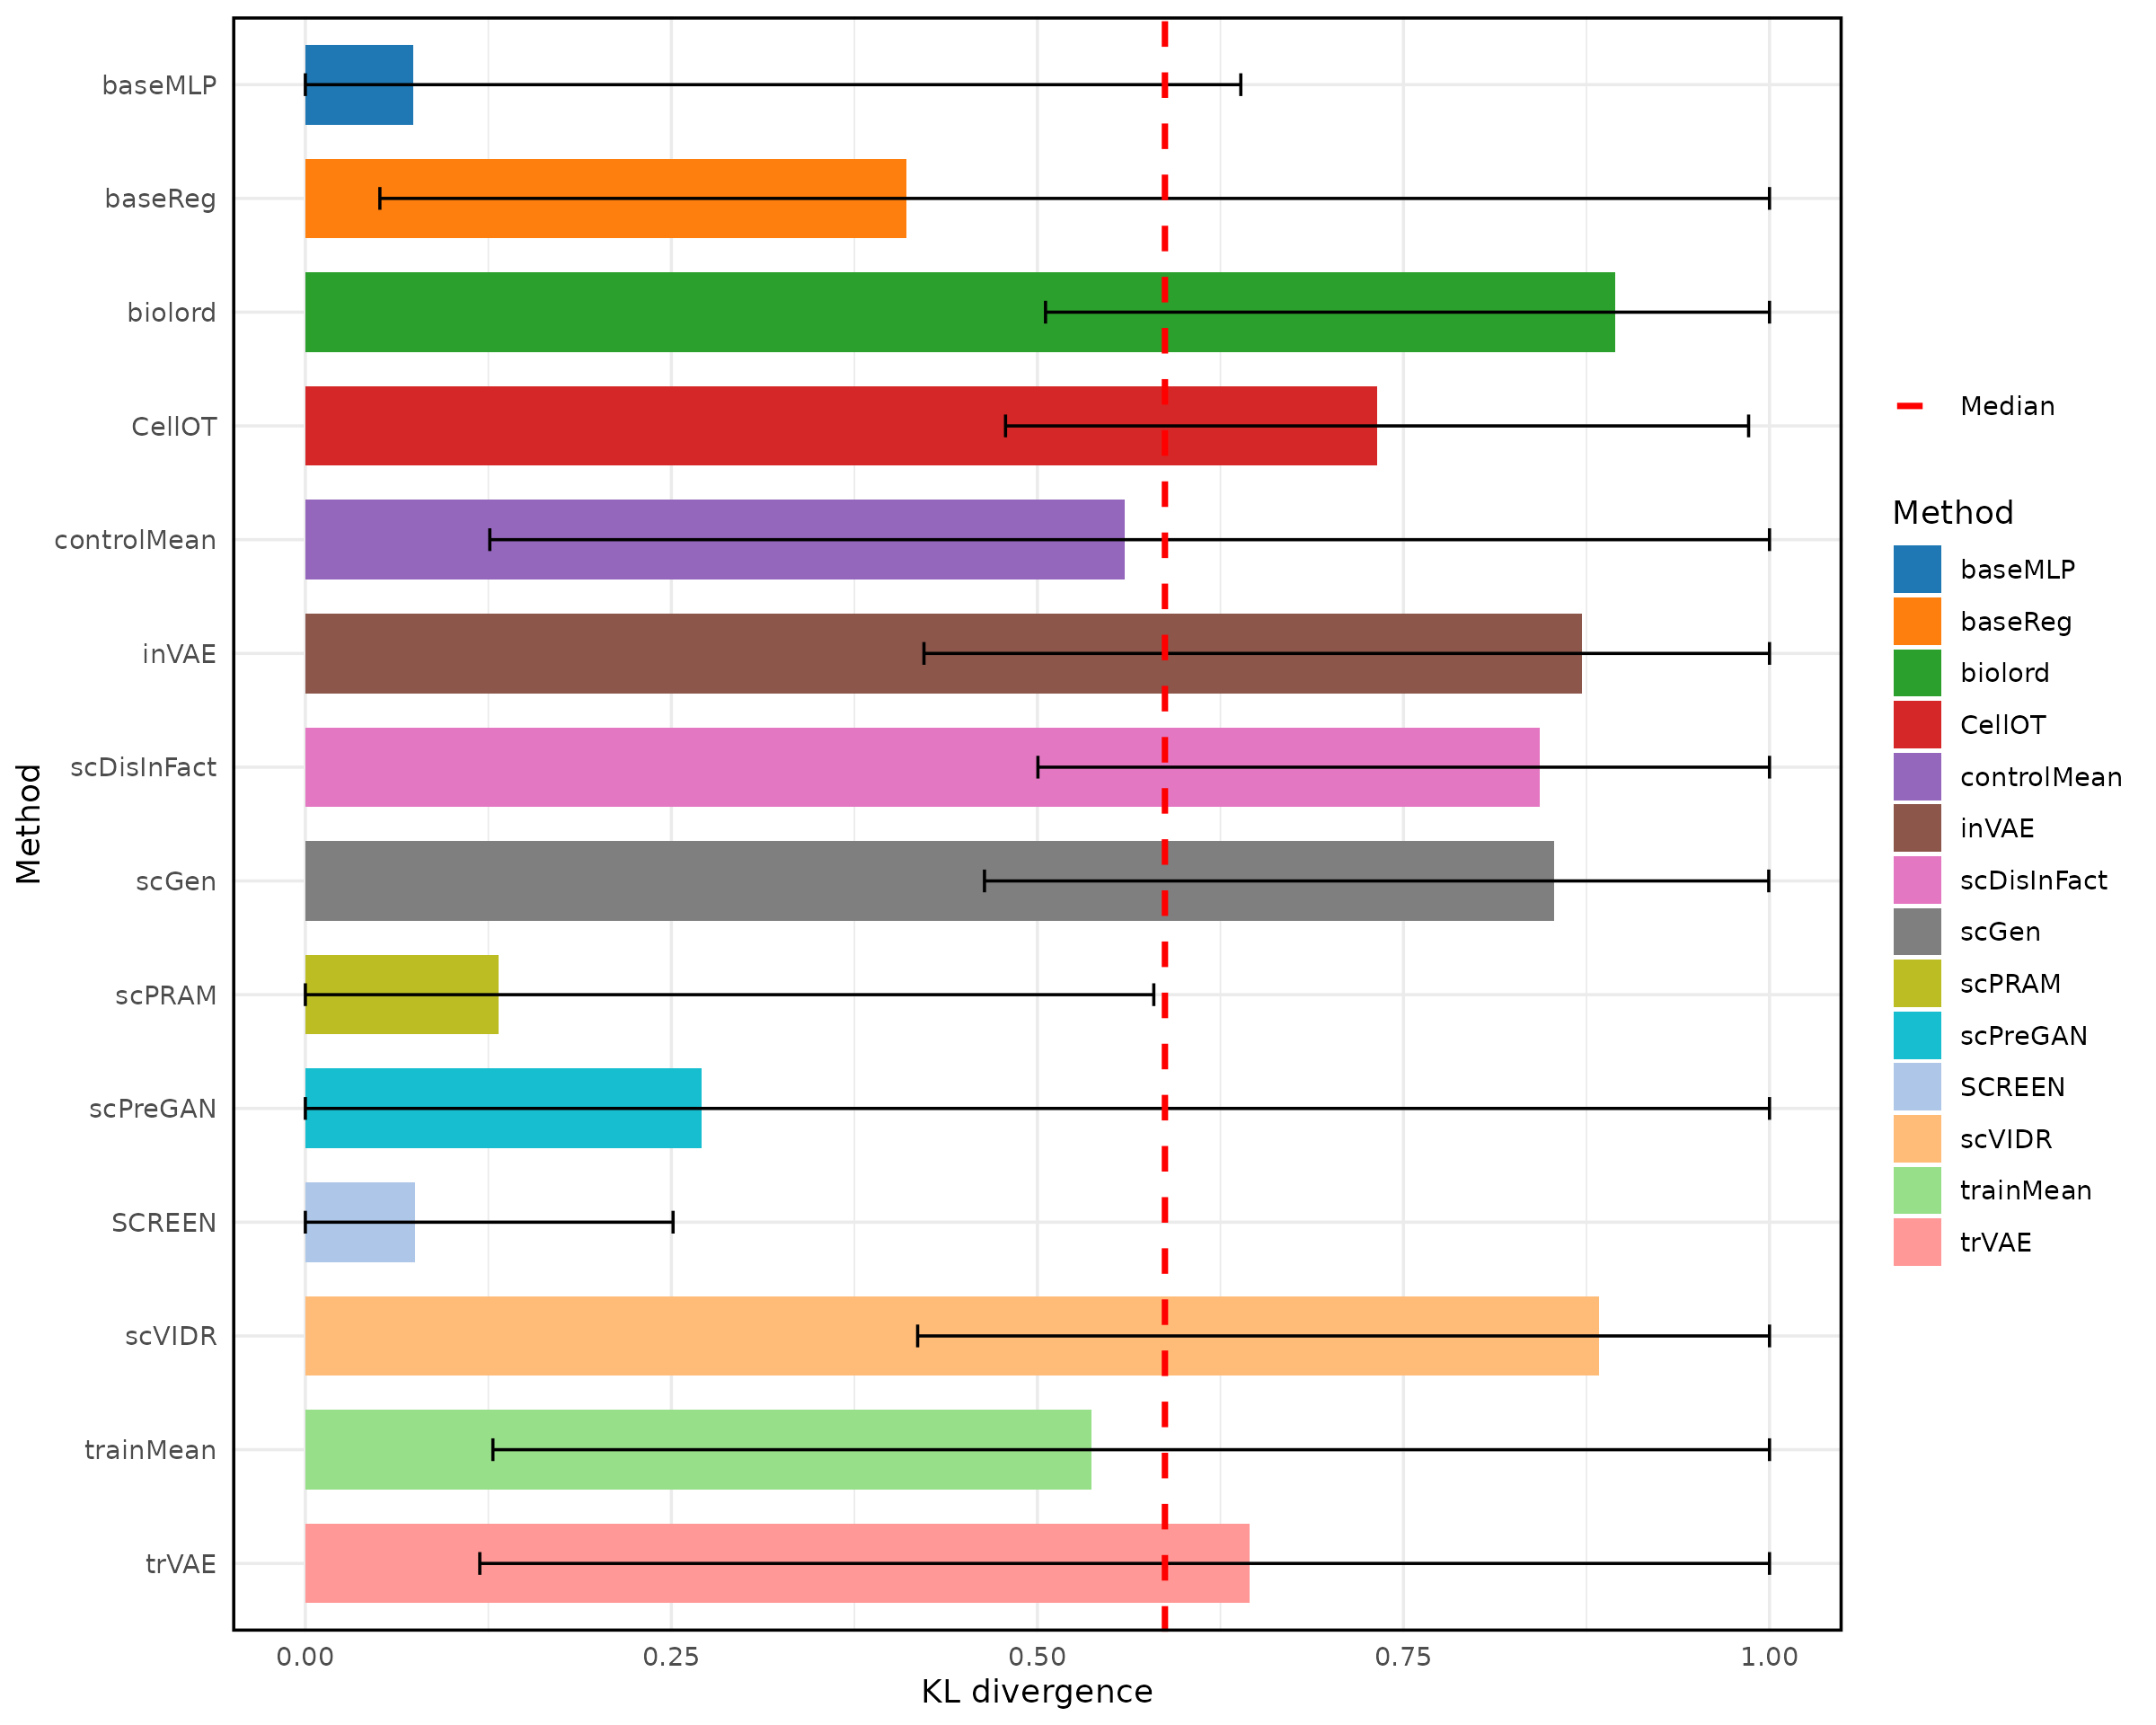 baseMLP
baseReg
biolord
CellOT
controlMean
inVAE
scDisInFact
scGen
scPRAM
scPreGAN
SCREEN
scVIDR
trainMean
trVAE
Method
0.00 0.25 0.50 0.75 1.00
KL divergence
Median
Method
baseMLP
baseReg
biolord
CellOT
controlMean
inVAE
scDisInFact
scGen
scPRAM
scPreGAN
SCREEN
scVIDR
trainMean
trVAE